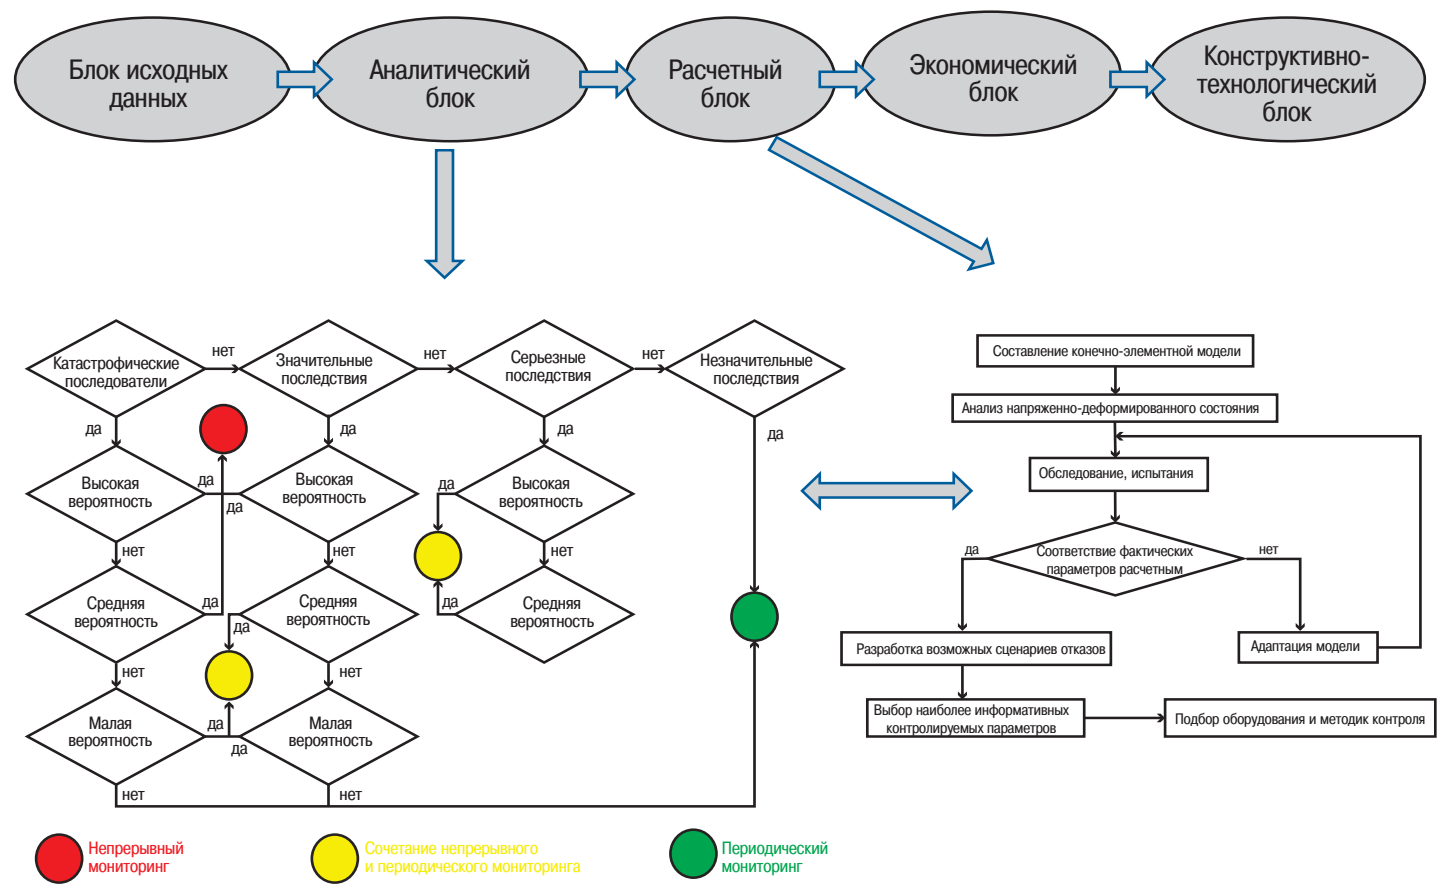 Блок исходных
данных
Аналитический
блок
Расчетный
блок
Экономический
блок
Конструктивно-
технологический
блок
Катастрофические
последователи
нет
Значительные
последствия
нет
Серьезные
последствия
нет
Незначительные
последствия
да
да
да
да
Высокая
вероятность
да
да
Высокая
вероятность
да
Высокая
вероятность
нет
нет
нет
Средняя
вероятность
да
да
Средняя
вероятность
да
Средняя
вероятность
нет
нет
Малая
вероятность
да
да
Малая
вероятность
нет
нет
Составление конечно-элементной модели
Анализ напряженно-деформированного состояния
Обследование, испытания
да
Соответствие фактических
параметров расчетным
нет
Разработка возможных сценариев отказов
Адаптация модели
Выбор наиболее информативных
контролируемых параметров
Подбор оборудования и методик контроля
Непрерывный
мониторинг
Сочетание непрерывного
и периодического мониторинга
Периодический
мониторинг